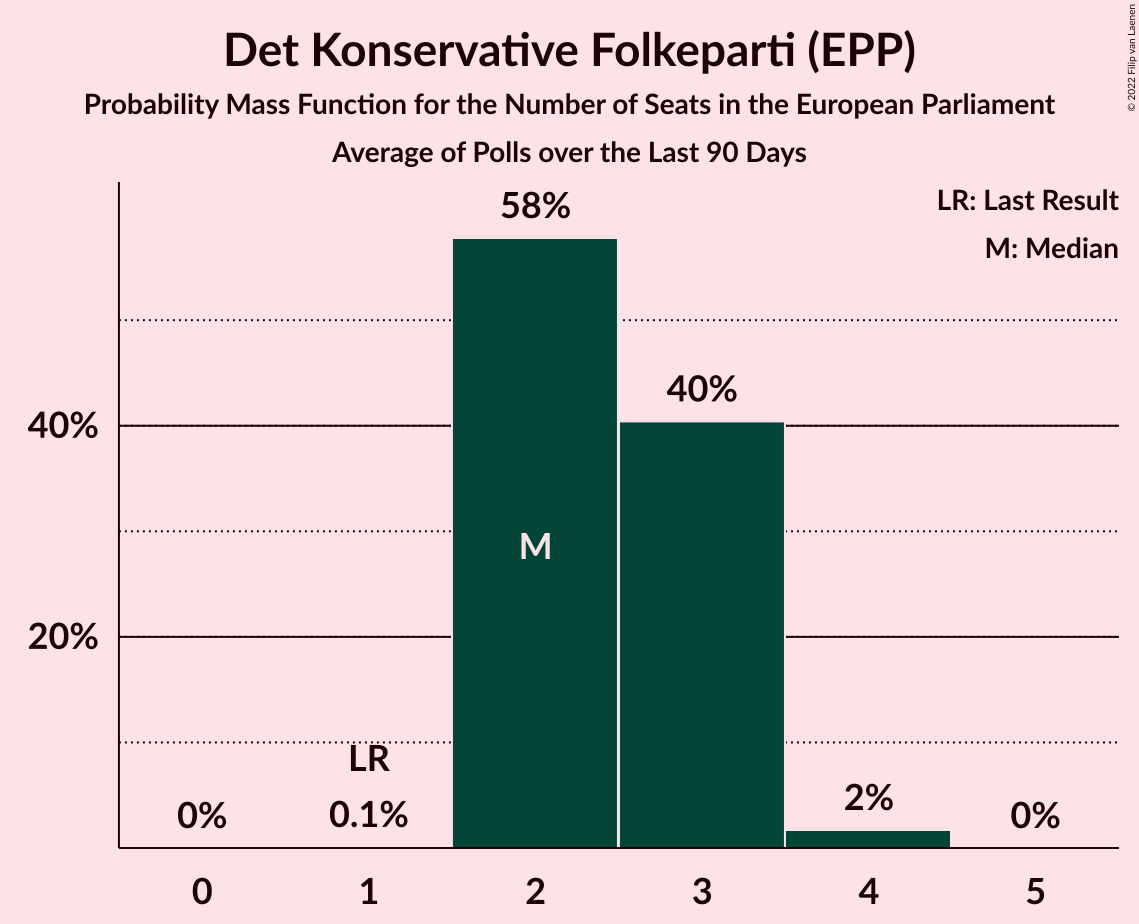 Det Konservative Folkeparti (EPP)
Probability Mass Function for the Number of Seats in the European Parliament
Average of Polls over the Last 90 Days
© 2022 Filip van Laenen
LR: Last Result
M: Median
58%
40%
40%
M
20%
LR
0%
0.1%
2%
0%
0
1
2
3
4
5